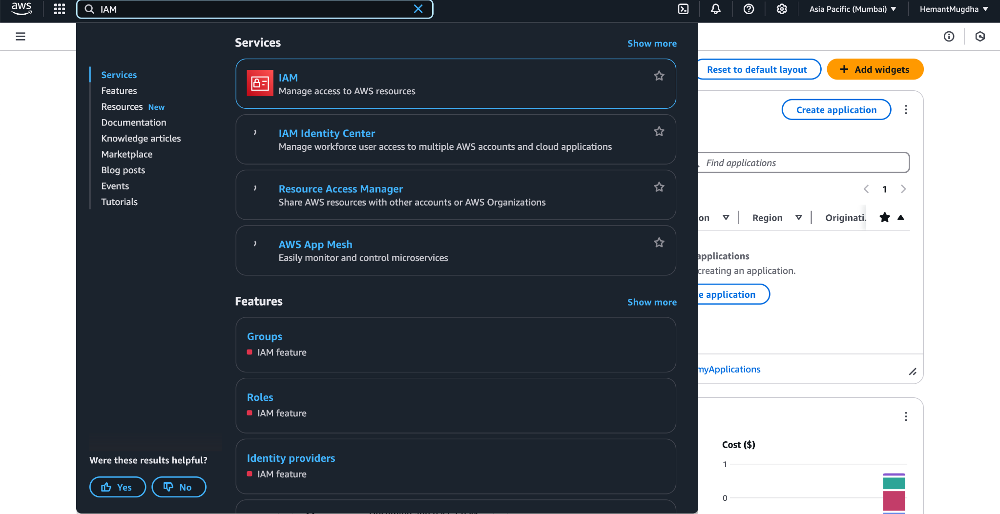 aws
IAM
Asia Pacific (Mumbai)
HemantMugdha
Services
Features
Resources New
Documentation
Knowledge articles
Marketplace
Blog posts
Events
Tutorials
Were these results helpful?
Yes
No
Services
Show more
IAM
Manage access to AWS resources
IAM Identity Center
Manage workforce user access to multiple AWS accounts and cloud applications
Resource Access Manager
Share AWS resources with other accounts or AWS Organizations
AWS App Mesh
Easily monitor and control microservices
Features
Show more
Groups
IAM feature
Roles
IAM feature
Identity providers
IAM feature
Reset to default layout
Add widgets
Create application
Find applications
1
on
Region
Originati.
applications
creating an application.
e application
myApplications
Cost ($)
1
0